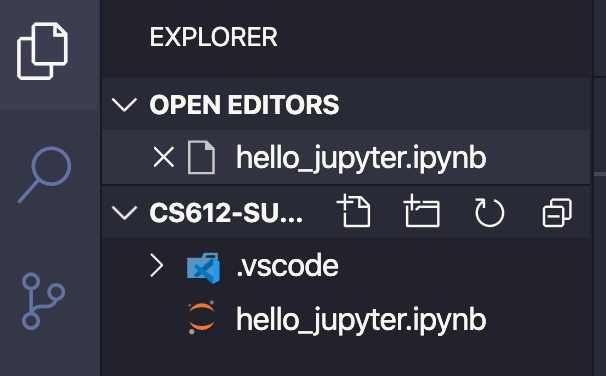 EXPLORER
OPEN EDITORS
hello_jupyter.ipynb
CS612-SU...
.vscode
hello_jupyter.ipynb